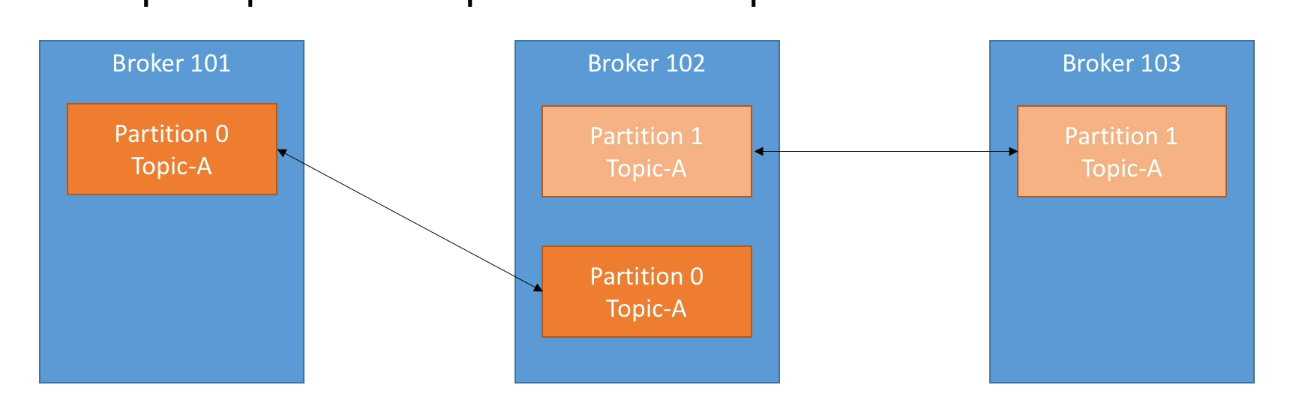 Broker 101
Partition 0
Topic-A
Broker 102
Partition 1
Topic-A
Partition 0
Topic-A
Broker 103
Partition 1
Topic-A